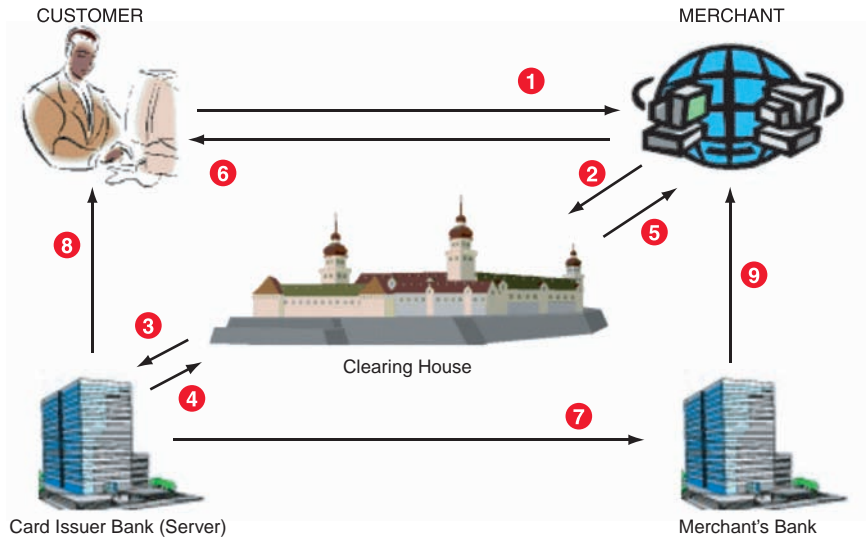 CUSTOMER
MERCHANT
1
6
2
5
8
9
3
Clearing House
4
7
Card Issuer Bank (Server)
Merchant's Bank